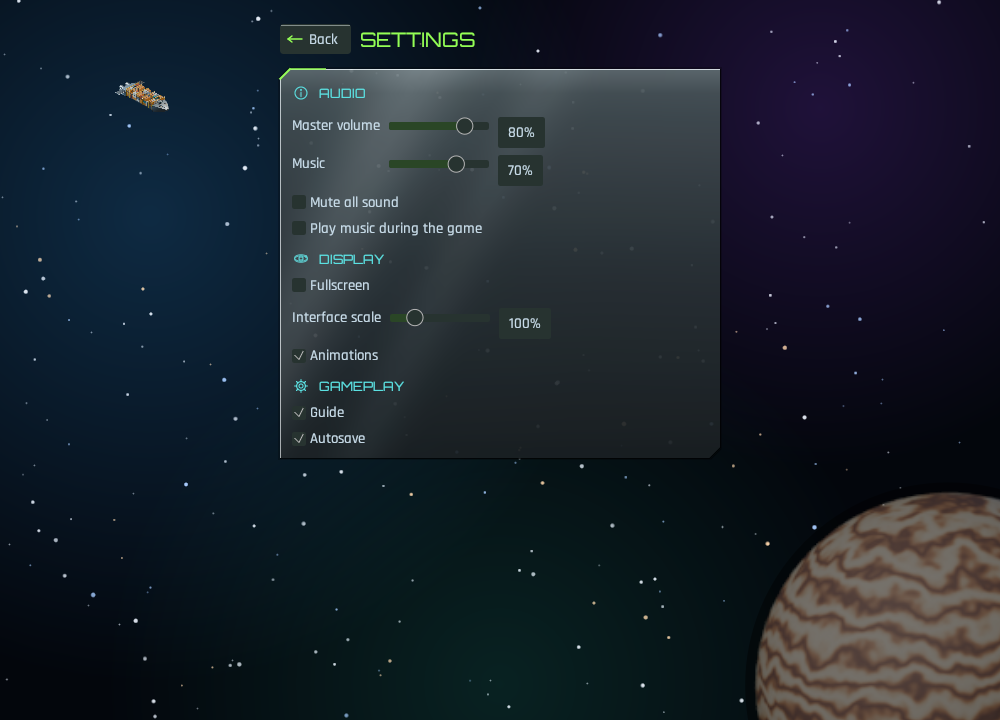 Back
SETTINGS
AUDIO
Master volume 80%
Music 70%
Mute all sound
Play music during the game
DISPLAY
Fullscreen
Interface scale 100%
Animations
GAMEPLAY
Guide
Autosave